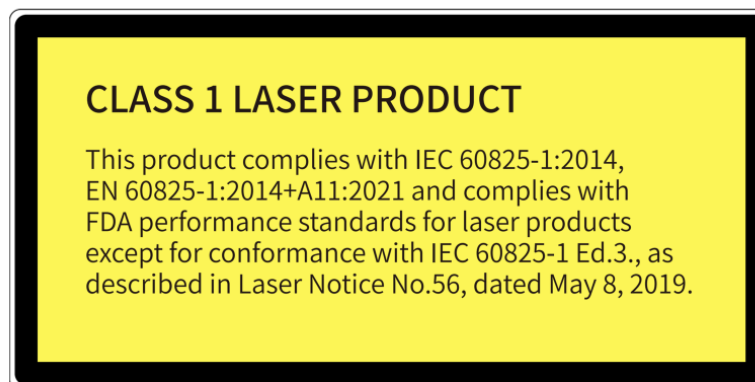 CLASS 1 LASER PRODUCT
This product complies with IEC 60825-1:2014,
EN 60825-1:2014+A11:2021 and complies with
FDA performance standards for laser products
except for conformance with IEC 60825-1 Ed.3., as
described in Laser Notice No.56, dated May 8, 2019.